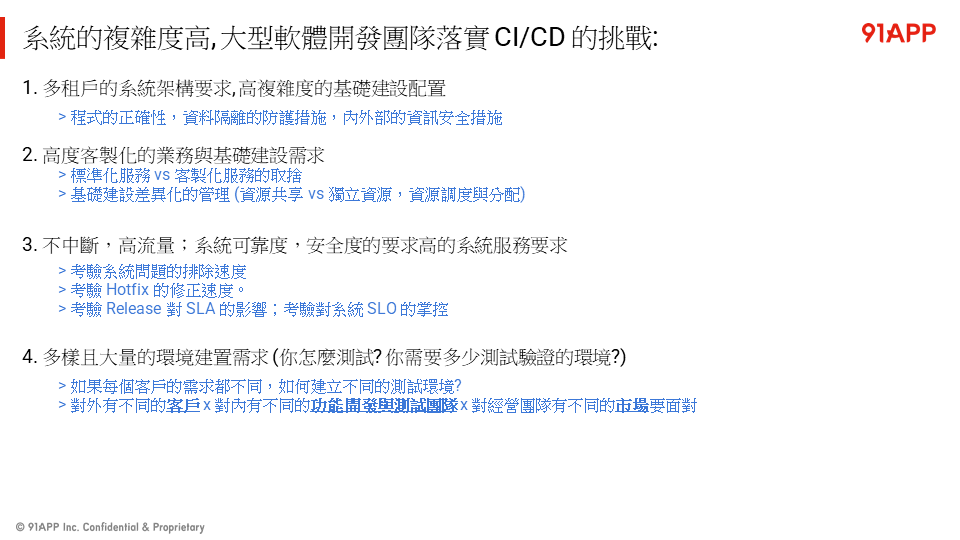 系統的複雜度高, 大型軟體開發團隊落實 CI/CD 的挑戰:
91APP
1. 多租戶的系統架構要求, 高複雜度的基礎建設配置
> 程式的正確性，資料隔離的防護措施，內外部的資訊安全措施
2. 高度客製化的業務與基礎建設需求
> 標準化服務 vs 客製化服務的取捨
> 基礎建設差異化的管理 (資源共享 vs 獨立資源，資源調度與分配)
3. 不中斷，高流量；系統可靠度，安全度的要求高的系統服務要求
> 考驗系統問題的排除速度
> 考驗 Hotfix 的修正速度。
> 考驗 Release 對 SLA 的影響；考驗對系統 SLO 的掌控
4. 多樣且大量的環境建置需求 (你怎麼測試? 你需要多少測試驗證的環境?)
> 如果每個客戶的需求都不同，如何建立不同的測試環境?
> 對外有不同的客戶 x 對內有不同的功能開發與測試團隊 x 對經營團隊有不同的市場要面對
© 91APP Inc. Confidential & Proprietary